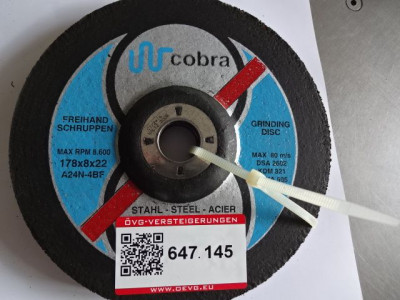 cobra
FREIHAND
SCHRUPPEN
GRINDING
DISC
MAX RPM 8.600
178x8x22
A24N-4BF
MAX. 80 m/s
DSA 2602
STAHL - STEEL - ACIER
ÖVG-VERSTEIGERUNGEN
647.145
WWW.OEVG.EU